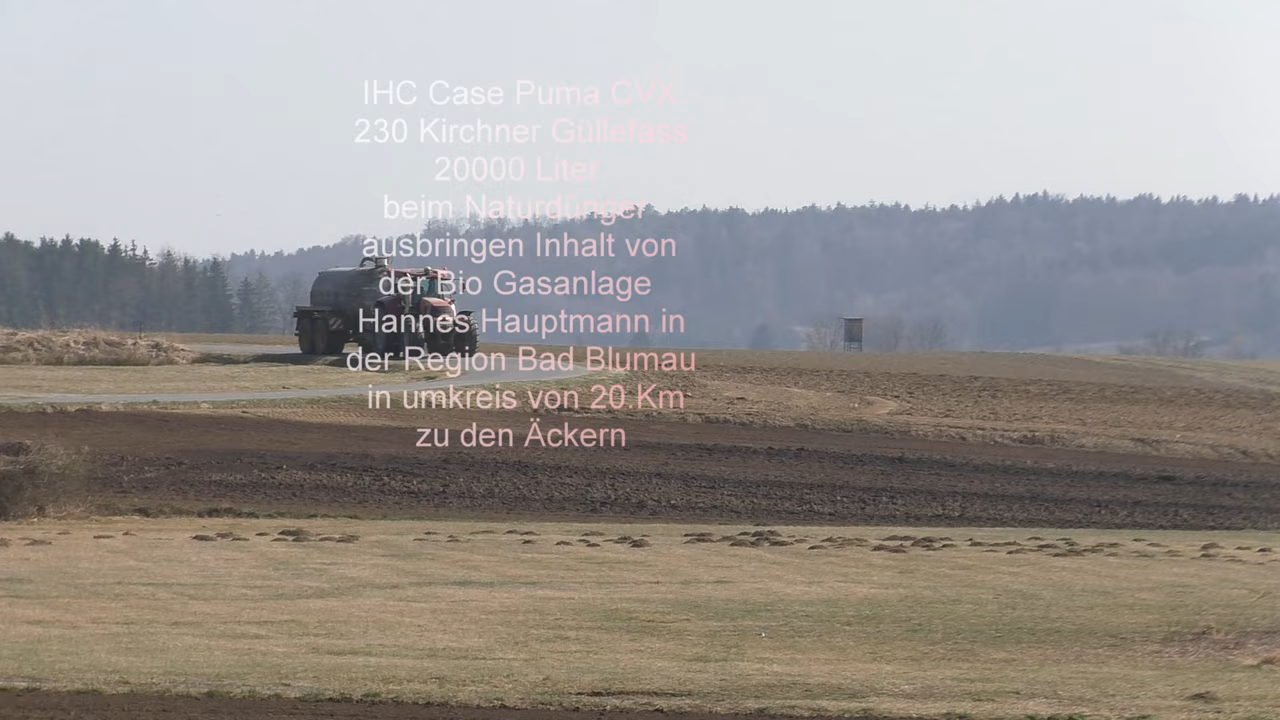 IHC Case Puma CVX
230 Kirchner Güllefass
20000 Liter
beim Naturdünger
ausbringen Inhalt von
der Bio Gasanlage
Hannes Hauptmann in
der Region Bad Blumau
in umkreis von 20 Km
zu den Äckern